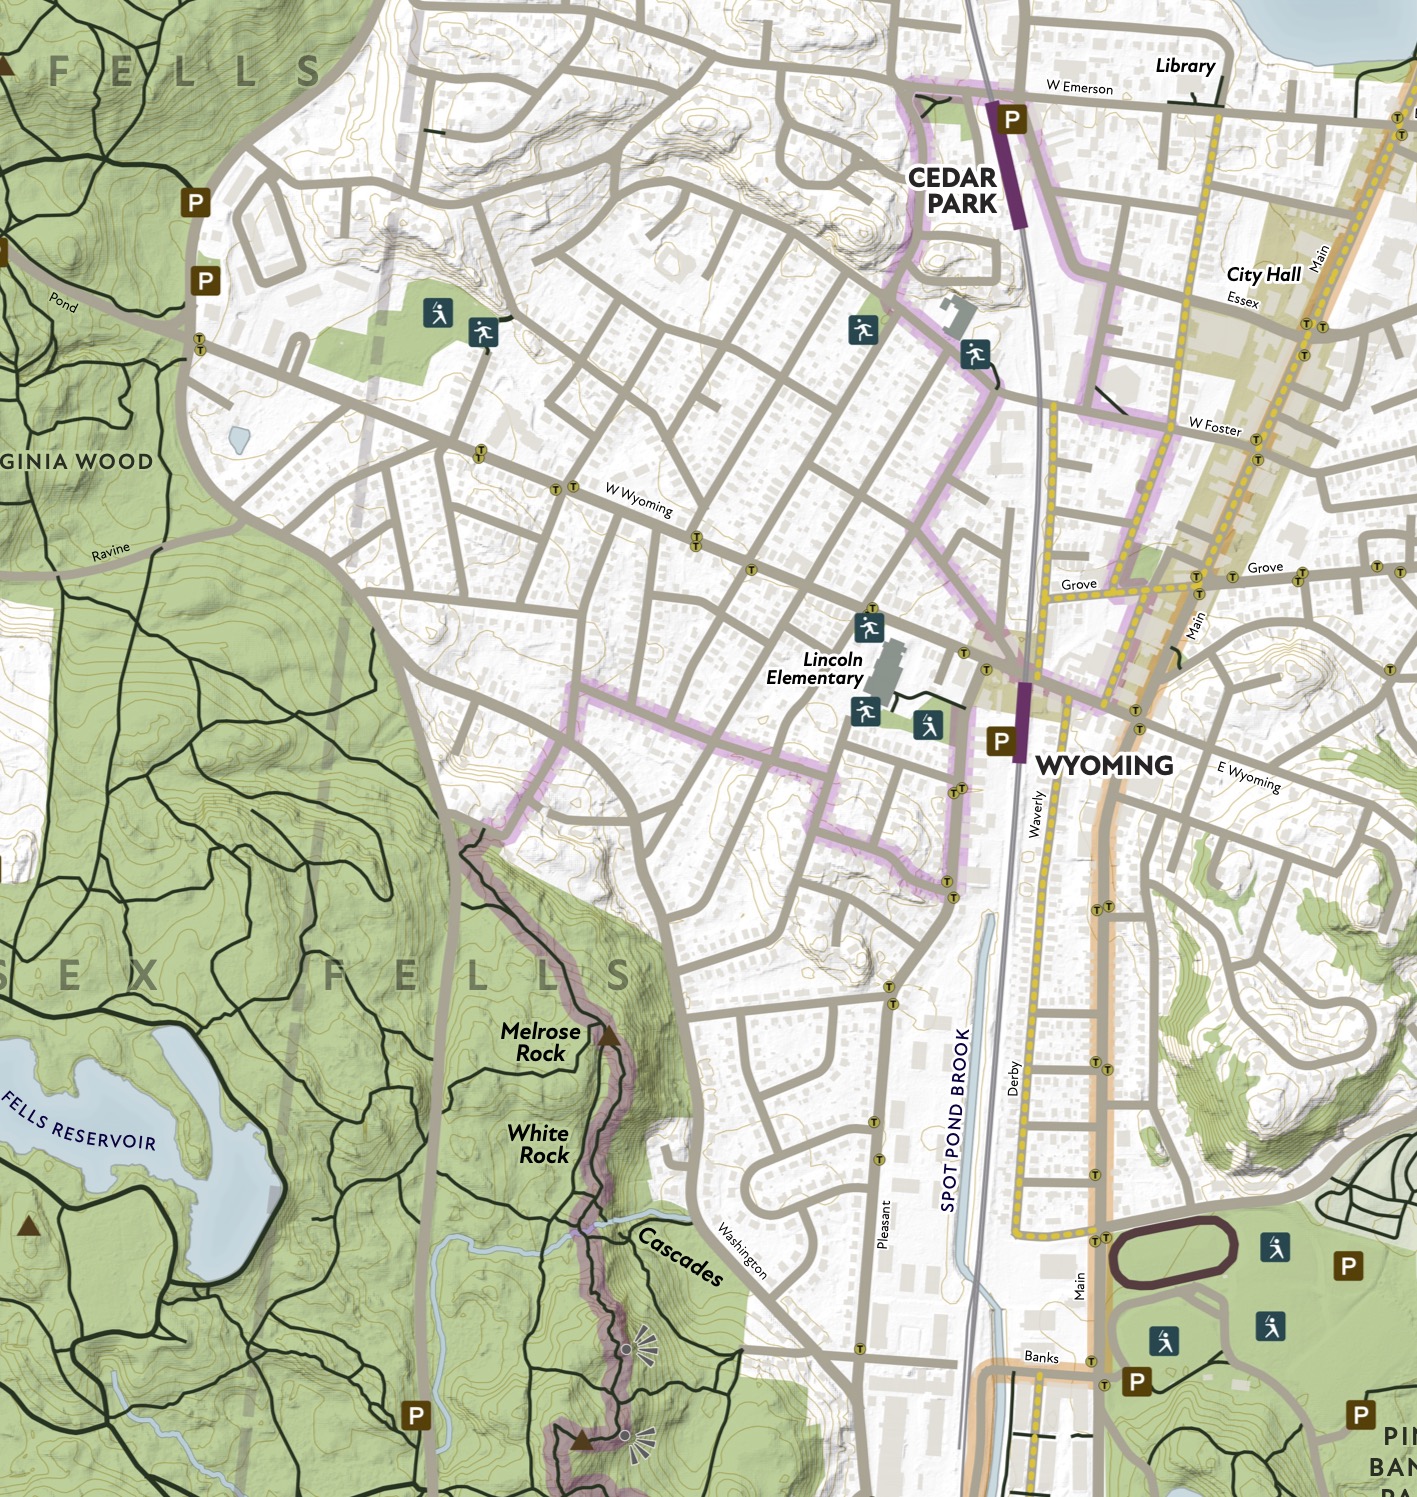 FELLS
Library
W Emerson
P
P
CEDAR
PARK
P
Pond
City Hall
Main
Essex
T
T
T
T
T
T
T
W Foster
T
T
GINIA WOOD
T
T
T
T
W Wyoming
Ravine
T
T
T
Grove
Grove
T
T
T
T
T
T
T
T
Main
T
Lincoln
Elementary
T
T
T
T
T
P
WYOMING
E Wyoming
T
T
Waverly
T
T
T
T
SEX FELLS
T
T
Melrose
Rock
SPOT POND BROOK
Derby
T
T
FELLS RESERVOIR
White
Rock
T
T
T
Pleasant
Cascades
Washington
T
T
P
Main
T
Banks
T
P
T
P
P
PIN
BAN